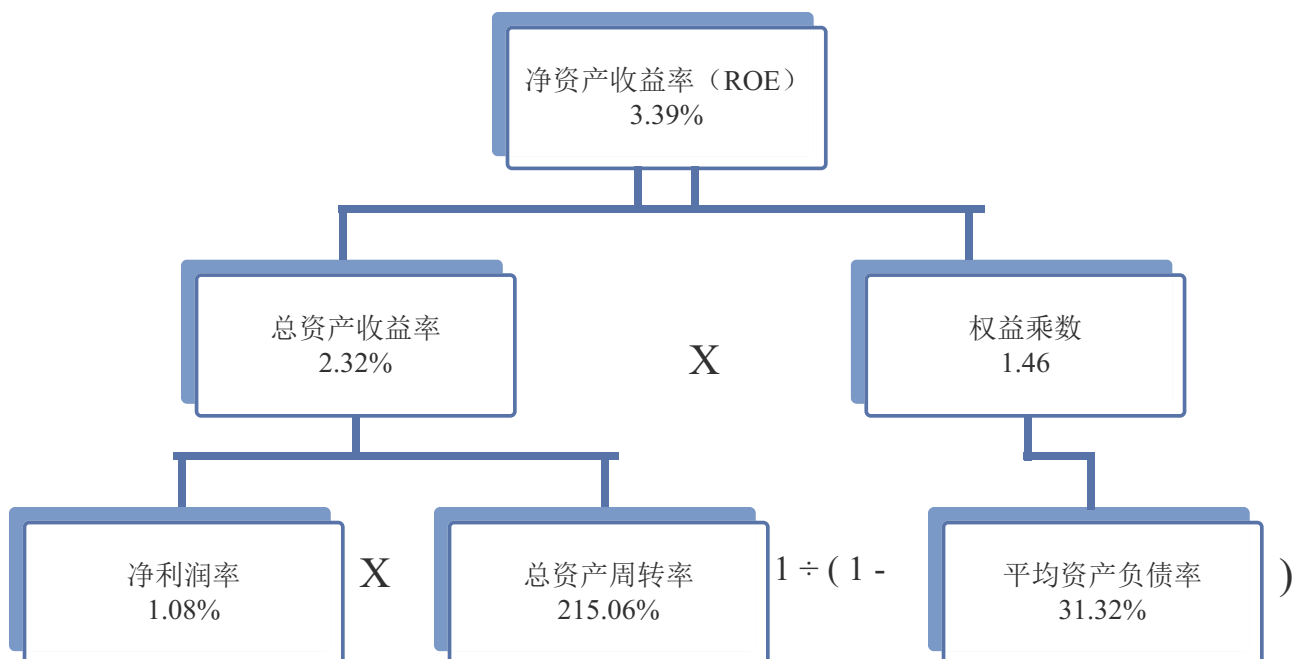 净资产收益率（ROE）
3.39%
总资产收益率
2.32%
X
权益乘数
1.46
净利润率
1.08%
X
总资产周转率
215.06%
1 ÷ ( 1 -
平均资产负债率
31.32%
)